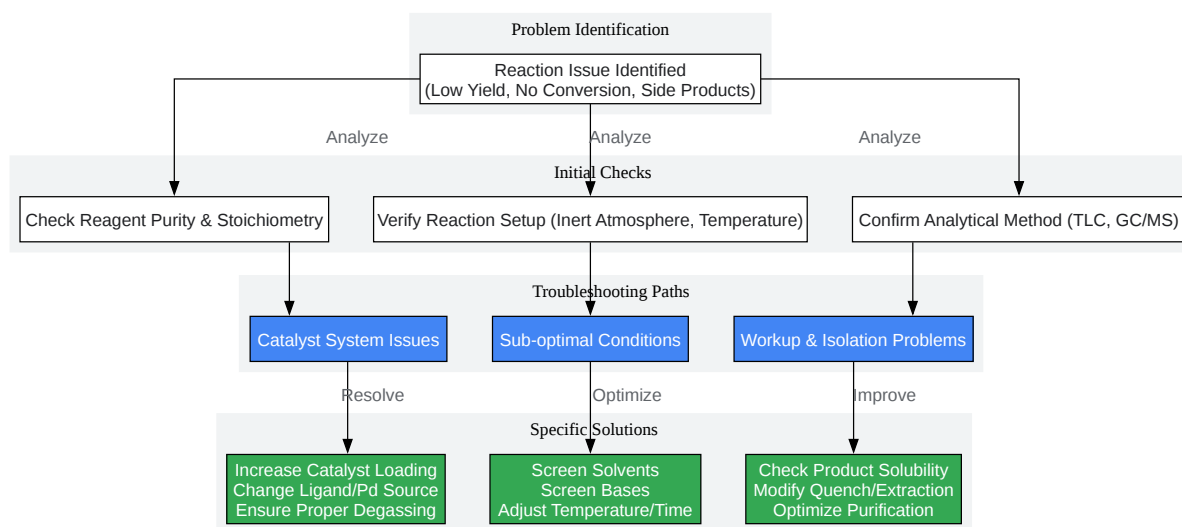 Problem Identification
Reaction Issue Identified
(Low Yield, No Conversion, Side Products)
Analyze
Analyze
Analyze
Initial Checks
Check Reagent Purity & Stoichiometry
Verify Reaction Setup (Inert Atmosphere, Temperature)
Confirm Analytical Method (TLC, GC/MS)
Troubleshooting Paths
Catalyst System Issues
Sub-optimal Conditions
Workup & Isolation Problems
Resolve
Optimize
Improve
Specific Solutions
Increase Catalyst Loading
Change Ligand/Pd Source
Ensure Proper Degassing
Screen Solvents
Screen Bases
Adjust Temperature/Time
Check Product Solubility
Modify Quench/Extraction
Optimize Purification